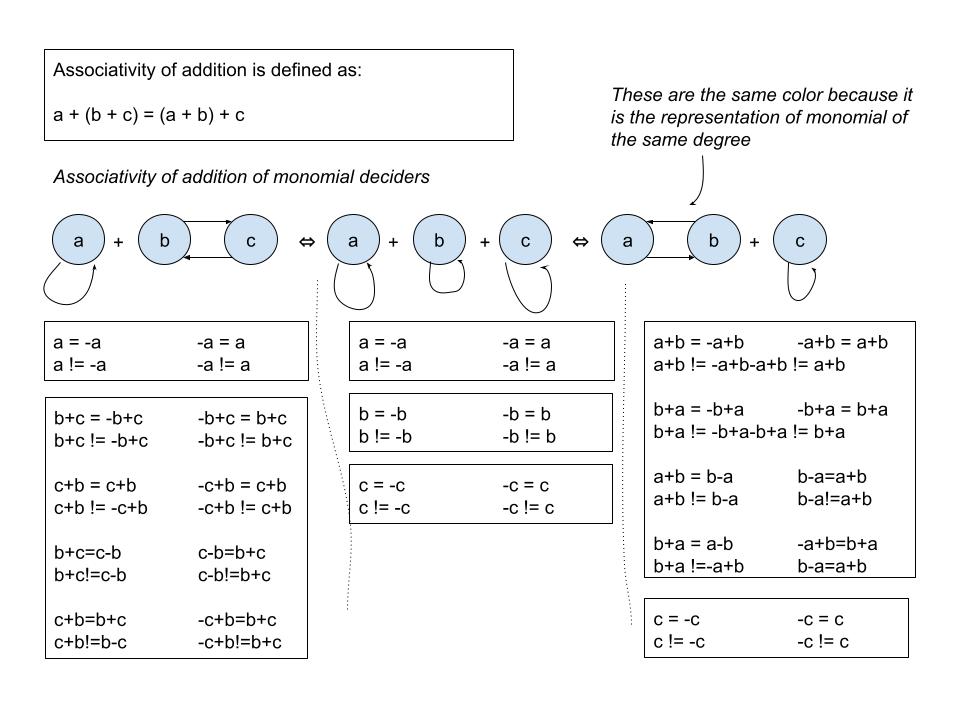 Associativity of addition is defined as:
a + (b + c) = (a + b) + c
These are the same color because it
is the representation of monomial of
the same degree
Associativity of addition of monomial deciders
a + b c ⇔ a + b + c ⇔ a b + c
a = -a -a = a
a != -a -a != a
b+c = -b+c -b+c = b+c
b+c != -b+c -b+c != b+c
c+b = c+b -c+b = c+b
c+b != -c+b -c+b != c+b
b+c=c-b c-b=b+c
b+c!=c-b c-b!=b+c
c+b=b+c -c+b=b+c
c+b!=b-c -c+b!=b+c
a = -a -a = a
a != -a -a != a
b = -b -b = b
b != -b -b != b
c = -c -c = c
c != -c -c != c
a+b = -a+b -a+b = a+b
a+b != -a+b-a+b != a+b
b+a = -b+a -b+a = b+a
b+a != -b+a-b+a != b+a
a+b = b-a b-a=a+b
a+b != b-a b-a!=a+b
b+a = a-b -a+b=b+a
b+a !=-a+b b-a=a+b
c = -c -c = c
c != -c -c != c